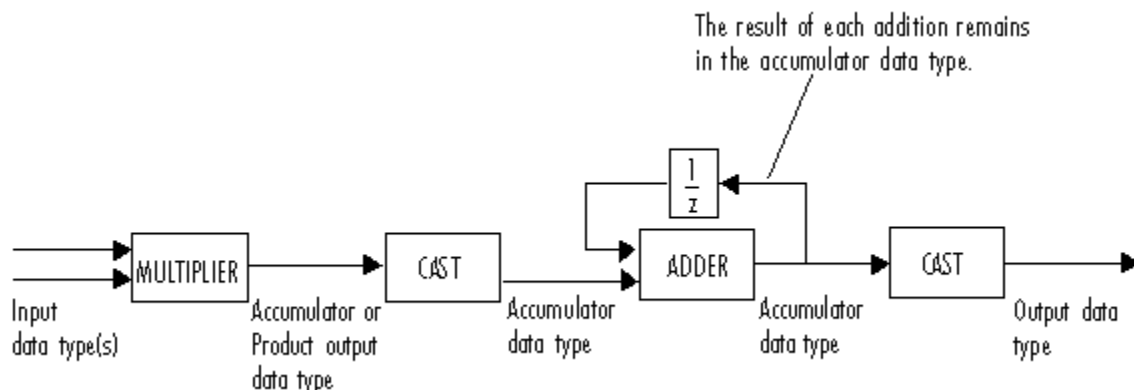 The result of each addition remains
in the accumulator data type.
1
z
MULTIPLIER
CAST
ADDER
CAST
Input
data type(s)
Accumulator or
Product output
data type
Accumulator
data type
Accumulator
data type
Output data
type